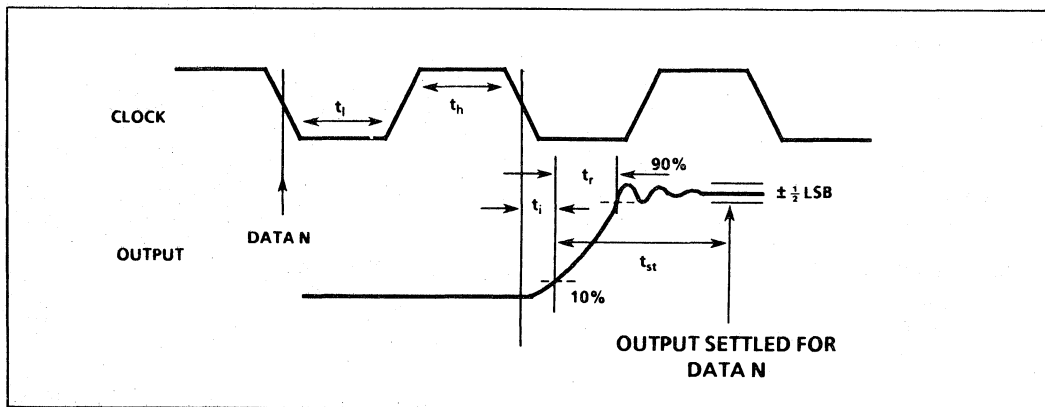 CLOCK
t_l
t_h
t_r
90%
t_i
± ½ LSB
DATA N
OUTPUT
t_st
10%
OUTPUT SETTLED FOR
DATA N